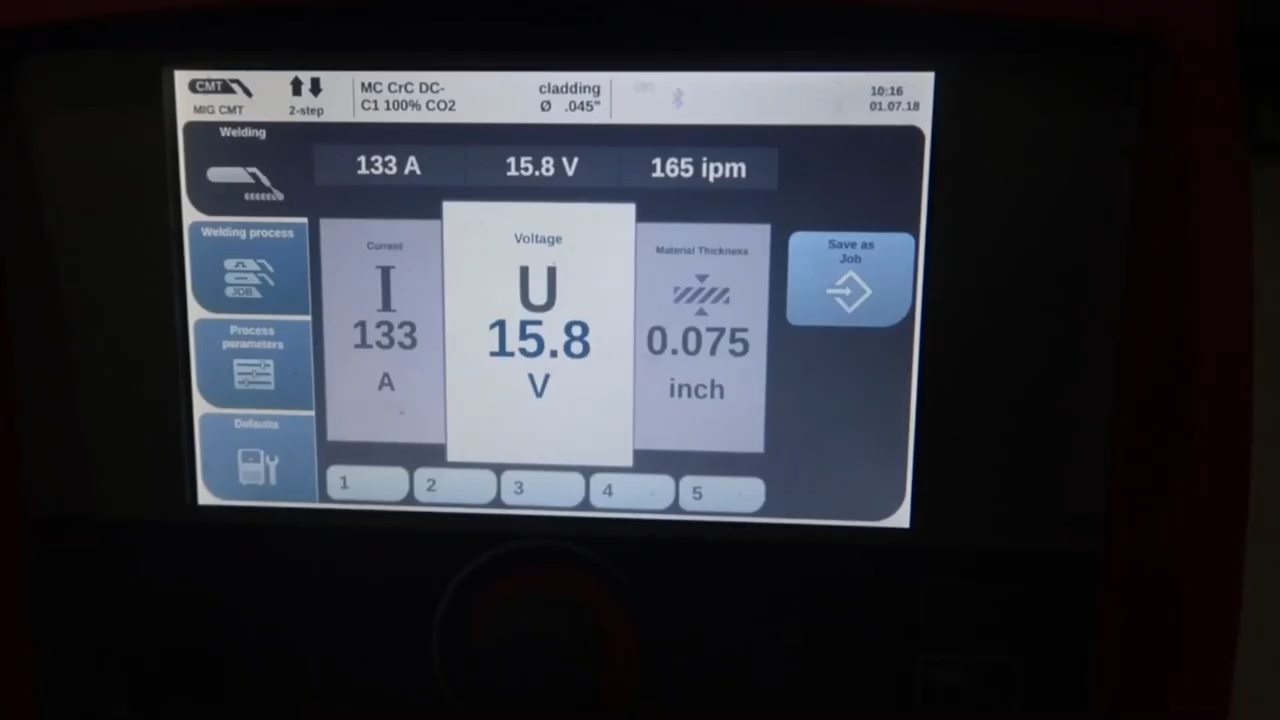 CMT
MIG CMT
2-step
MC CrC DC-
C1 100% CO2
cladding
Ø .045"
10:16
01.07.18
Welding
133 A
15.8 V
165 ipm
Welding process
JOB
Process
parameters
Defaults
Current
I
133
A
Voltage
U
15.8
V
Material Thickness
0.075
inch
Save as
Job
1
2
3
4
5